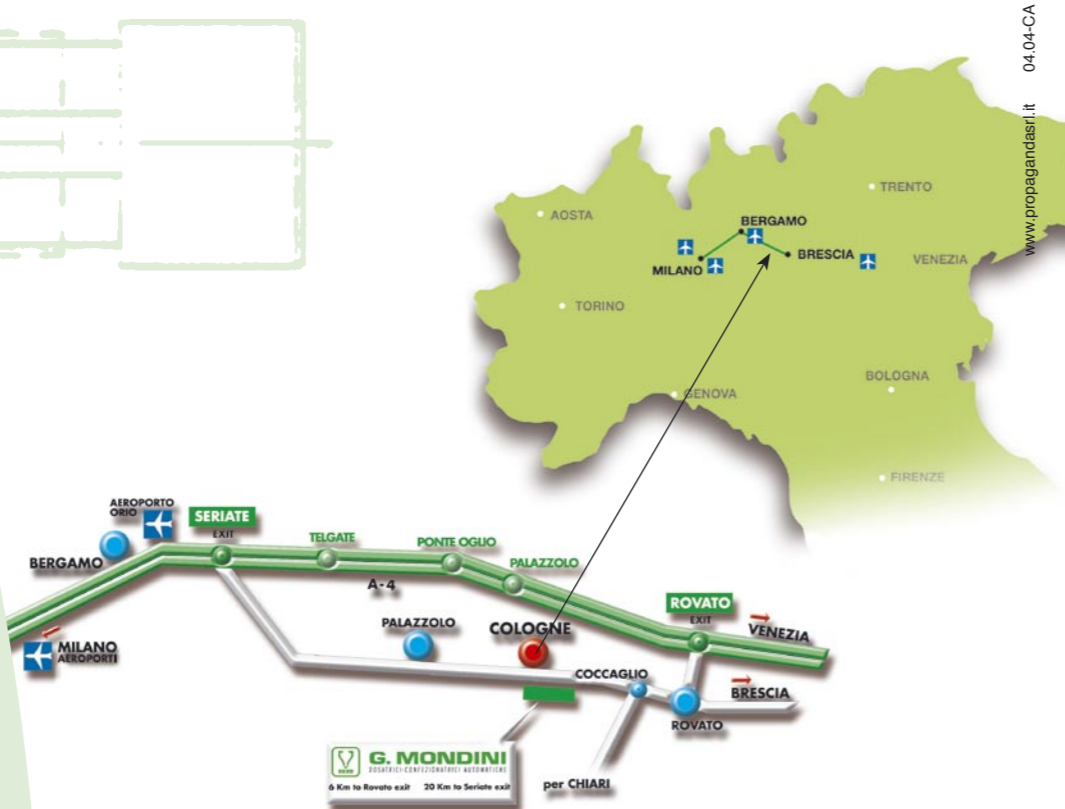 www.propagandasrl.it 04.04-CA
TRENTO
AOSTA
BERGAMO
MILANO
BRESCIA
VENEZIA
TORINO
BOLOGNA
GENOVA
FIRENZE
AEROPORTO
ORIO
SERIATE
EXIT
BERGAMO
TELGATE
PONTE OGLIO
PALAZZOLO
A-4
ROVATO
EXIT
VENEZIA
MILANO
AEROPORTI
PALAZZOLO
COLOGNE
COCCAGLIO
BRESCIA
ROVATO
G. MONDINI
DOSATRICI-CONFEZIONATRICI AUTOMATICHE
6 Km to Rovato exit 20 Km to Seriate exit
per CHIARI